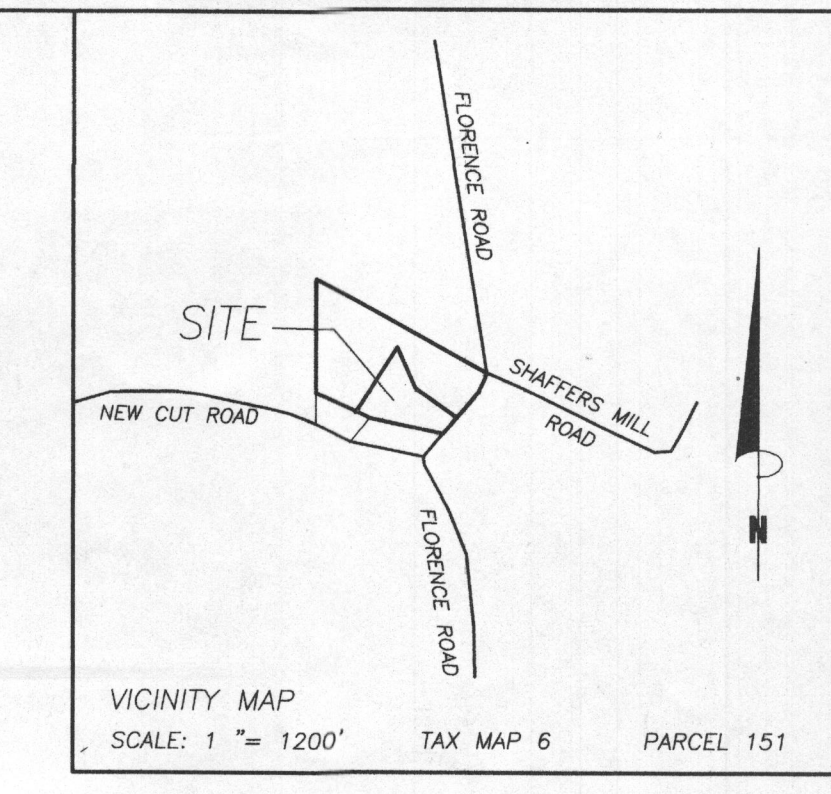 FLORENCE ROAD
SITE
SHAFFERS MILL
ROAD
NEW CUT ROAD
N
FLORENCE ROAD
VICINITY MAP
SCALE: 1 "= 1200' TAX MAP 6 PARCEL 151